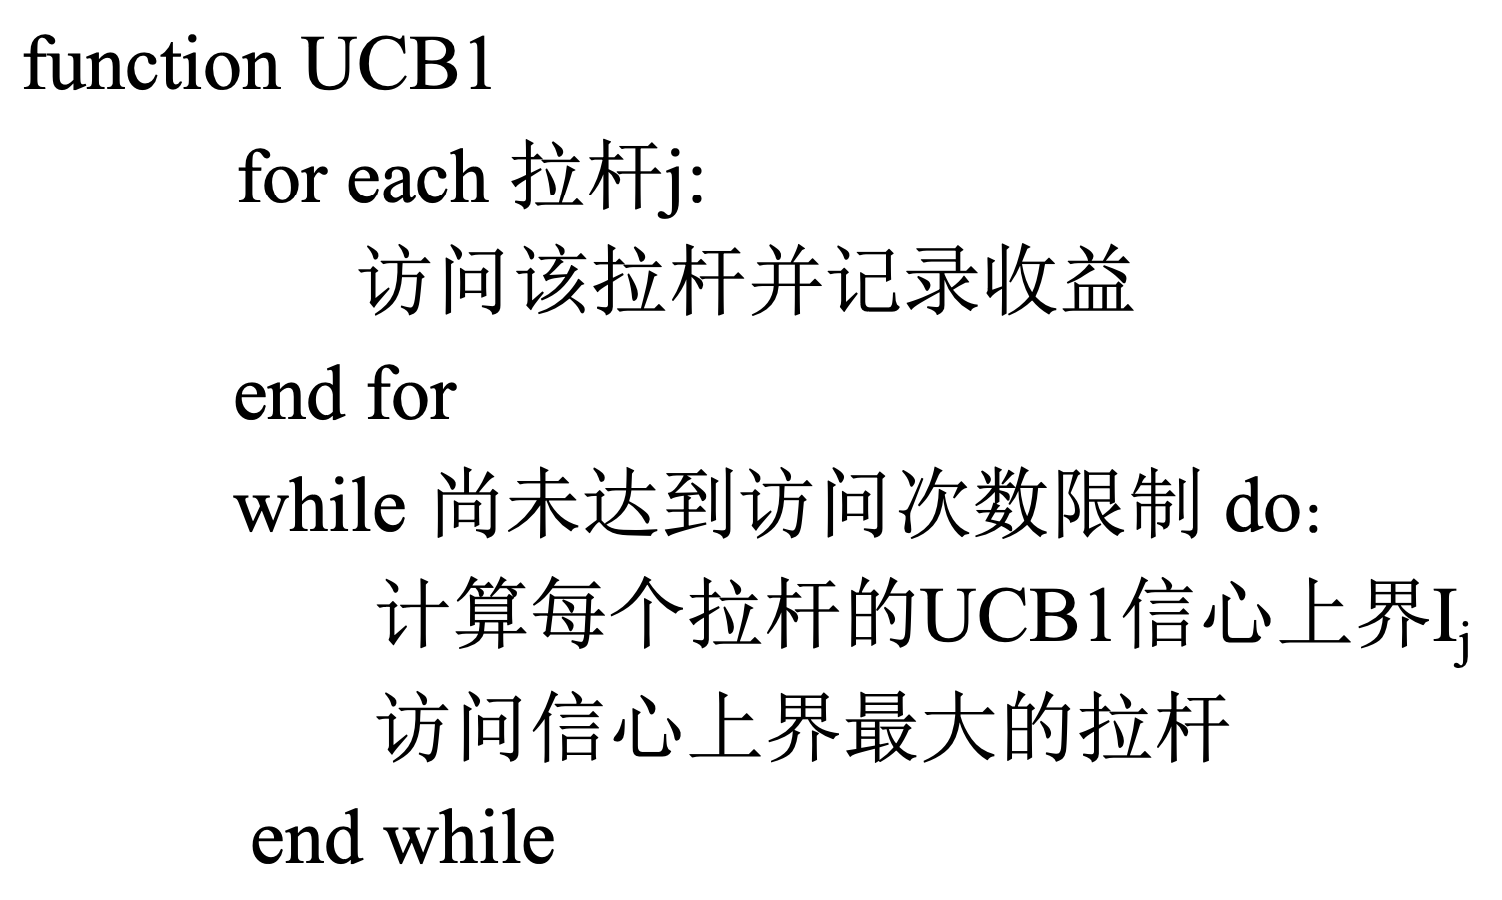 function UCB1
for each 拉杆j:
访问该拉杆并记录收益
end for
while 尚未达到访问次数限制 do:
计算每个拉杆的UCB1信心上界Ij
访问信心上界最大的拉杆
end while